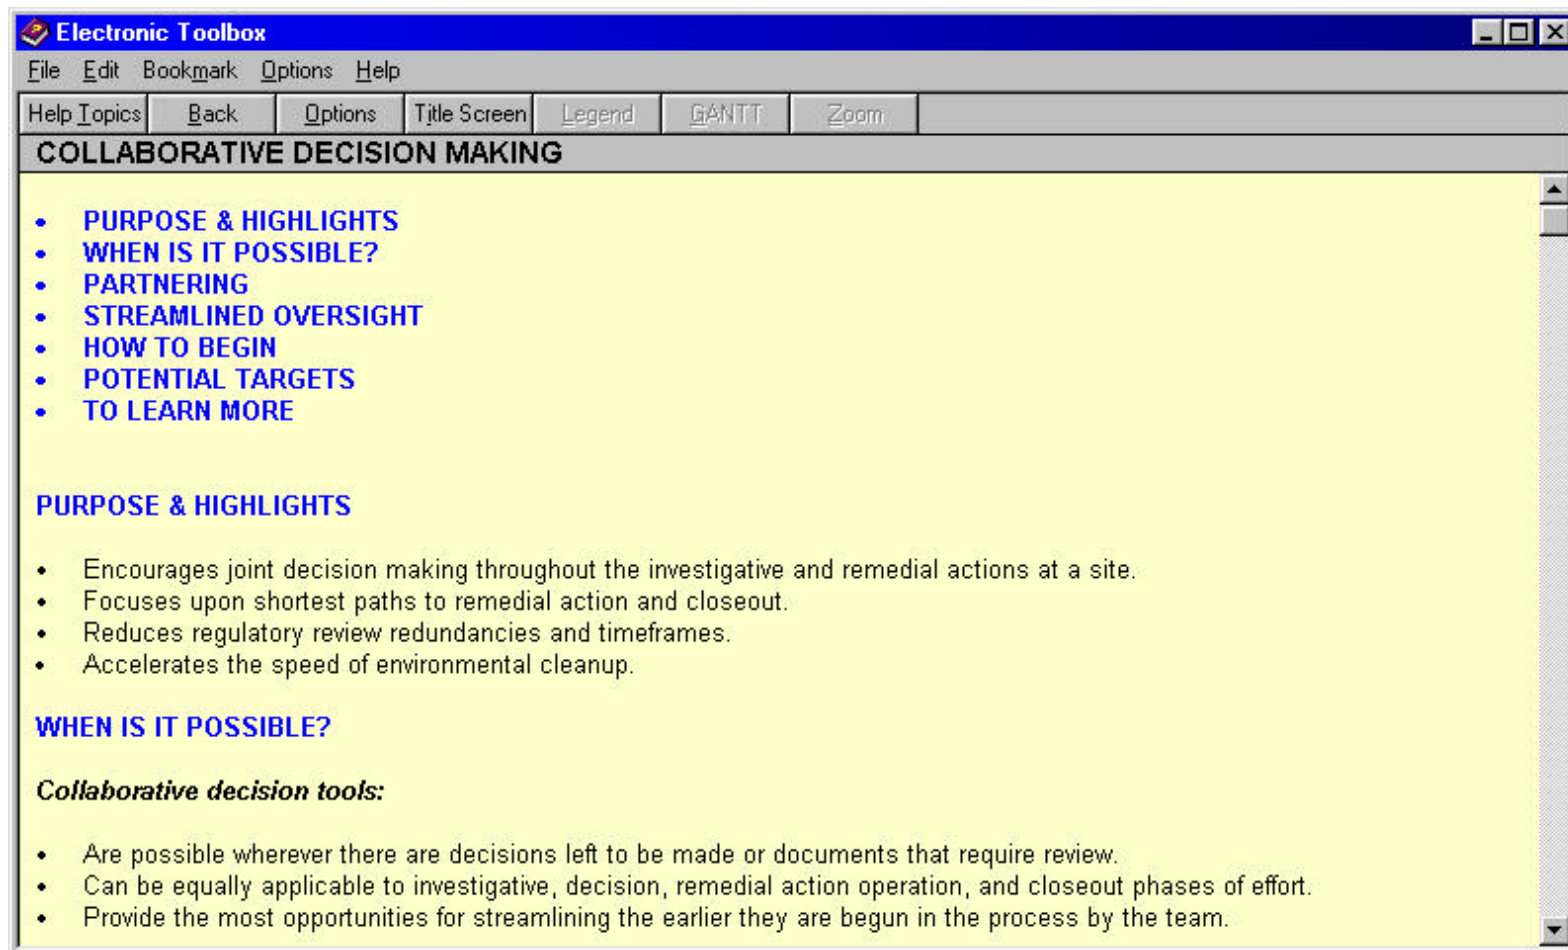 Electronic Toolbox
File Edit Bookmark Options Help
Help Topics Back Options Title Screen Legend GANTT Zoom
COLLABORATIVE DECISION MAKING
• PURPOSE & HIGHLIGHTS
• WHEN IS IT POSSIBLE?
• PARTNERING
• STREAMLINED OVERSIGHT
• HOW TO BEGIN
• POTENTIAL TARGETS
• TO LEARN MORE
PURPOSE & HIGHLIGHTS
• Encourages joint decision making throughout the investigative and remedial actions at a site.
• Focuses upon shortest paths to remedial action and closeout.
• Reduces regulatory review redundancies and timeframes.
• Accelerates the speed of environmental cleanup.
WHEN IS IT POSSIBLE?
Collaborative decision tools:
• Are possible wherever there are decisions left to be made or documents that require review.
• Can be equally applicable to investigative, decision, remedial action operation, and closeout phases of effort.
• Provide the most opportunities for streamlining the earlier they are begun in the process by the team.